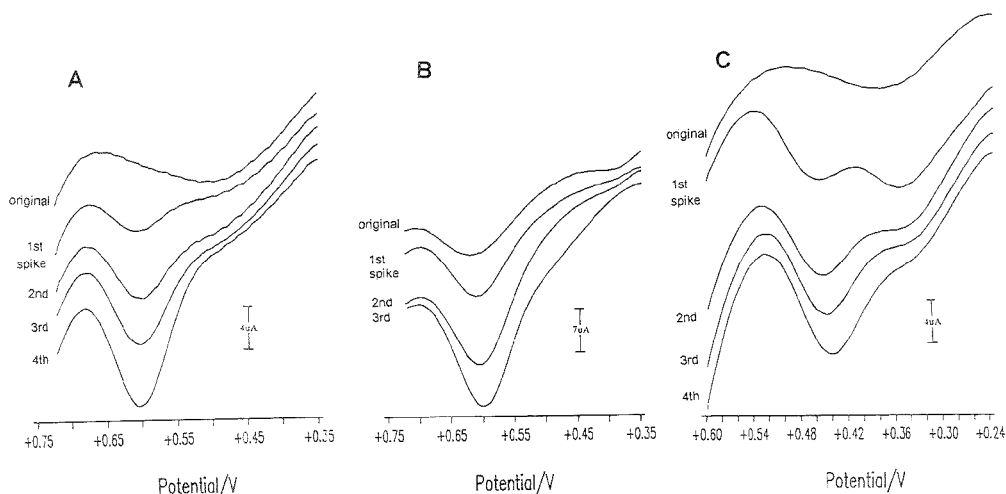 A
original
1st
spike
2nd
3rd
4th
4uA
+0.75 +0.65 +0.55 +0.45 +0.35
Potential/V
B
original
1st
spike
2nd
3rd
7uA
+0.75 +0.65 +0.55 +0.45 +0.35
Potential/V
C
original
1st
spike
2nd
3rd
4th
4uA
+0.60 +0.54 +0.48 +0.42 +0.36 +0.30 +0.24
Potential/V